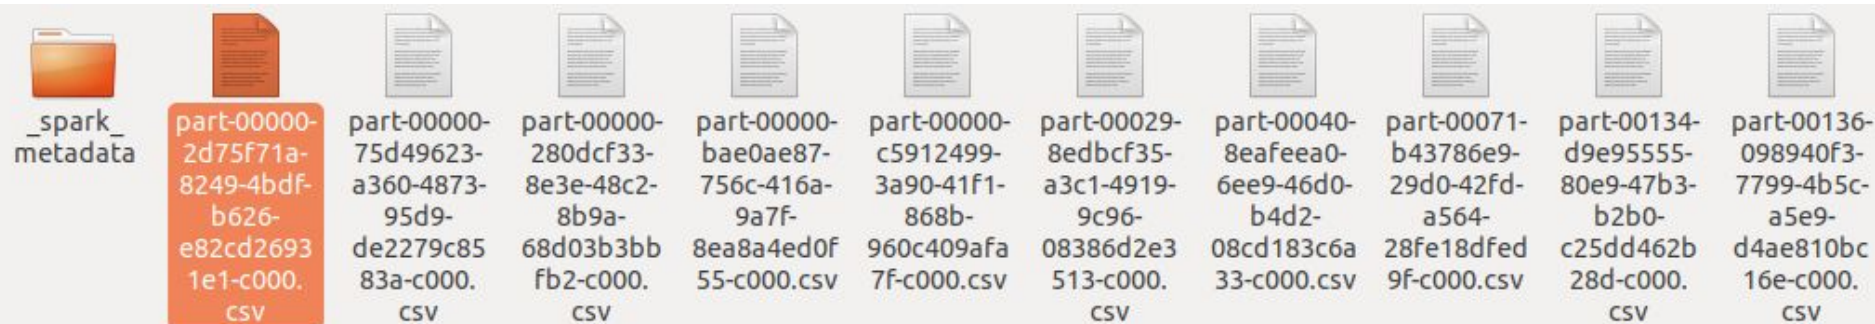 _spark_
metadata
part-00000-
2d75f71a-
8249-4bdf-
b626-
e82cd2693
1e1-c000.
csv
part-00000-
75d49623-
a360-4873-
95d9-
de2279c85
83a-c000.
csv
part-00000-
280dcf33-
8e3e-48c2-
8b9a-
68d03b3bb
fb2-c000.
csv
part-00000-
bae0ae87-
756c-416a-
9a7f-
8ea8a4ed0f
55-c000.csv
part-00000-
c5912499-
3a90-41f1-
868b-
960c409afa
7f-c000.csv
part-00029-
8edbcf35-
a3c1-4919-
9c96-
08386d2e3
513-c000.
csv
part-00040-
8eafeea0-
6ee9-46d0-
b4d2-
08cd183c6a
33-c000.csv
part-00071-
b43786e9-
29d0-42fd-
a564-
28fe18dfed
9f-c000.csv
part-00134-
d9e95555-
80e9-47b3-
b2b0-
c25dd462b
28d-c000.
csv
part-00136-
098940f3-
7799-4b5c-
a5e9-
d4ae810bc
16e-c000.
csv